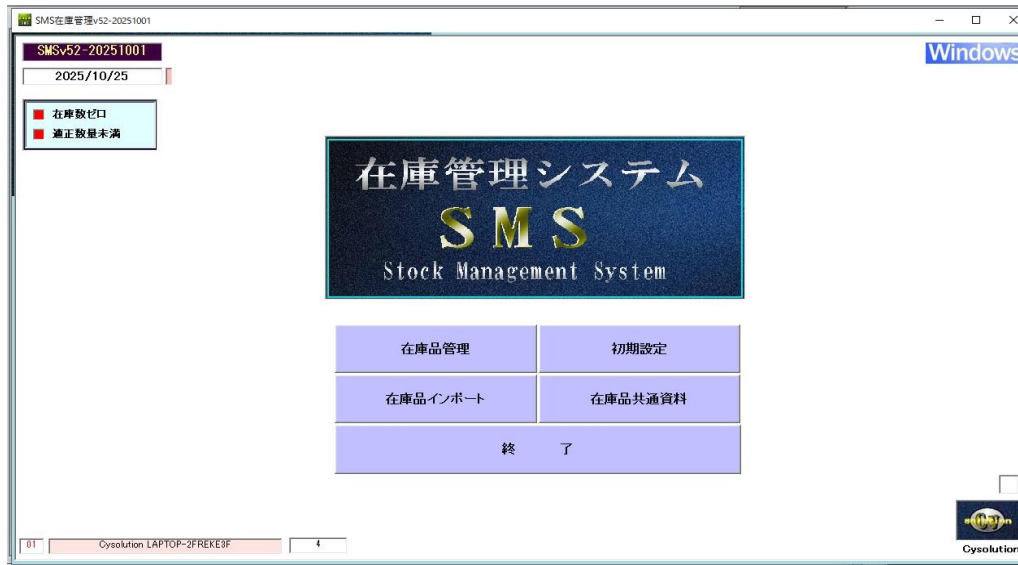 SMS在庫管理v52-20251001
SMSv52-20251001
Windows
2025/10/25
在庫数ゼロ
適正数量未満
在庫管理システム
SMS
Stock Management System
在庫品管理
初期設定
在庫品インポート
在庫品共通資料
終 了
01
Cysolution LAPTOP-2FREKE3F
4
Cysolution